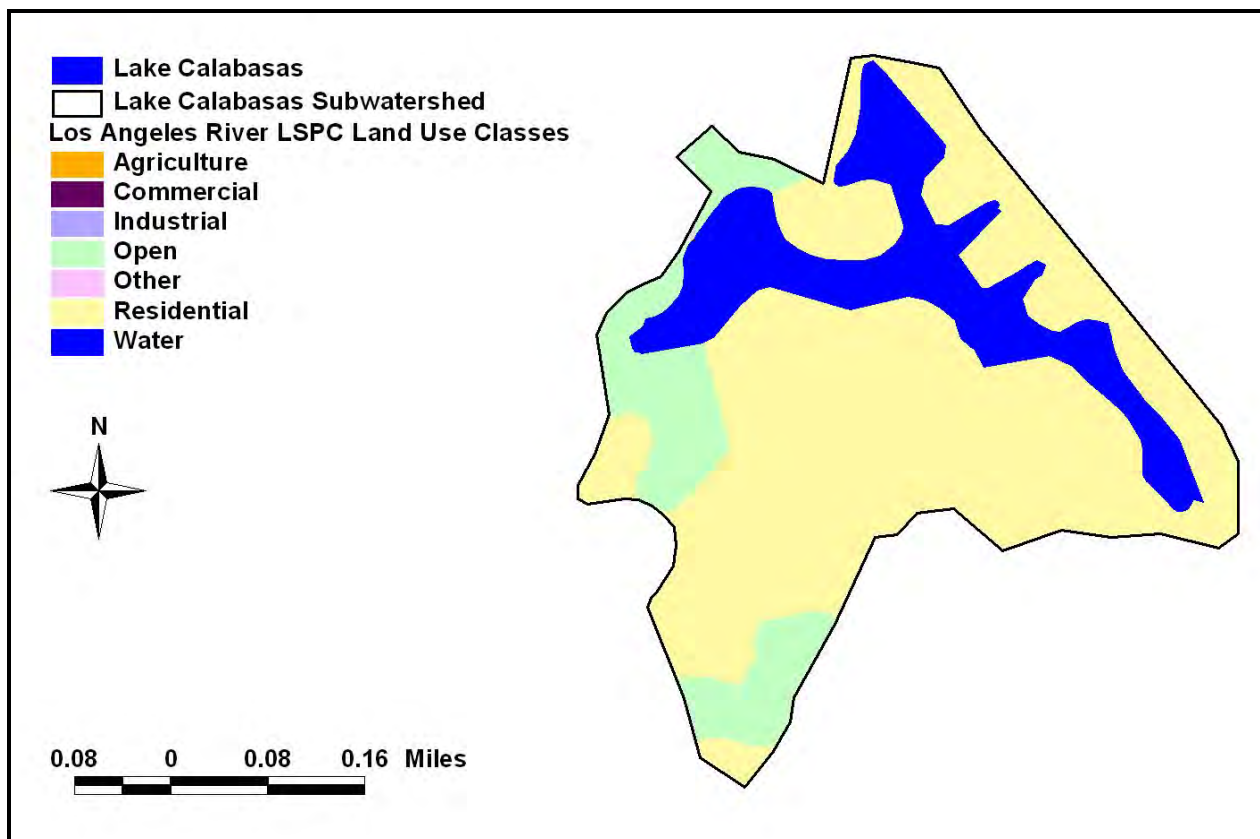 Lake Calabasas
Lake Calabasas Subwatershed
Los Angeles River LSPC Land Use Classes
Agriculture
Commercial
Industrial
Open
Other
Residential
Water
N
0.08 0 0.08 0.16 Miles